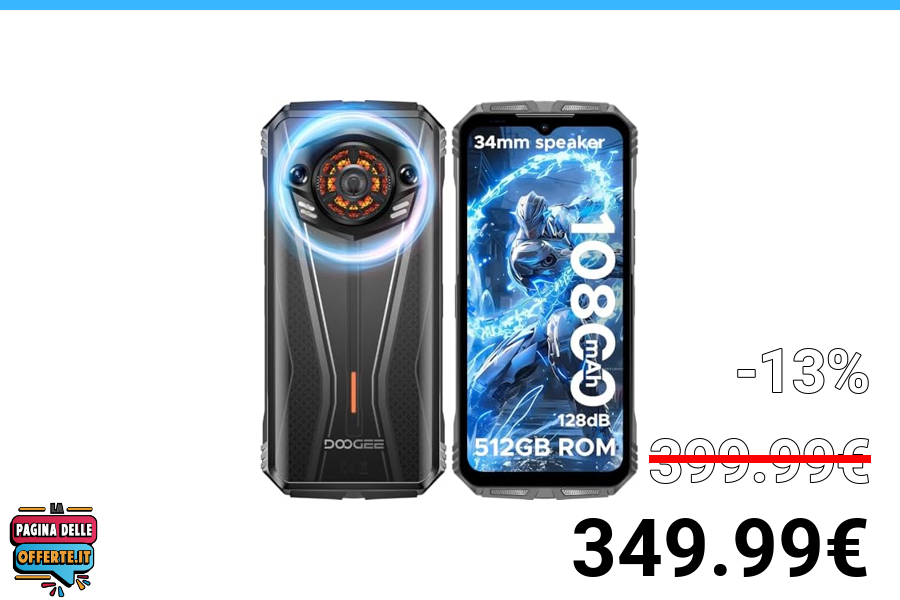 34mm speaker
10800
mAh
128dB
512GB ROM
DOOGEE
-13%
399.99€
349.99€
LA
PAGINA DELLE
OFFERTE.IT